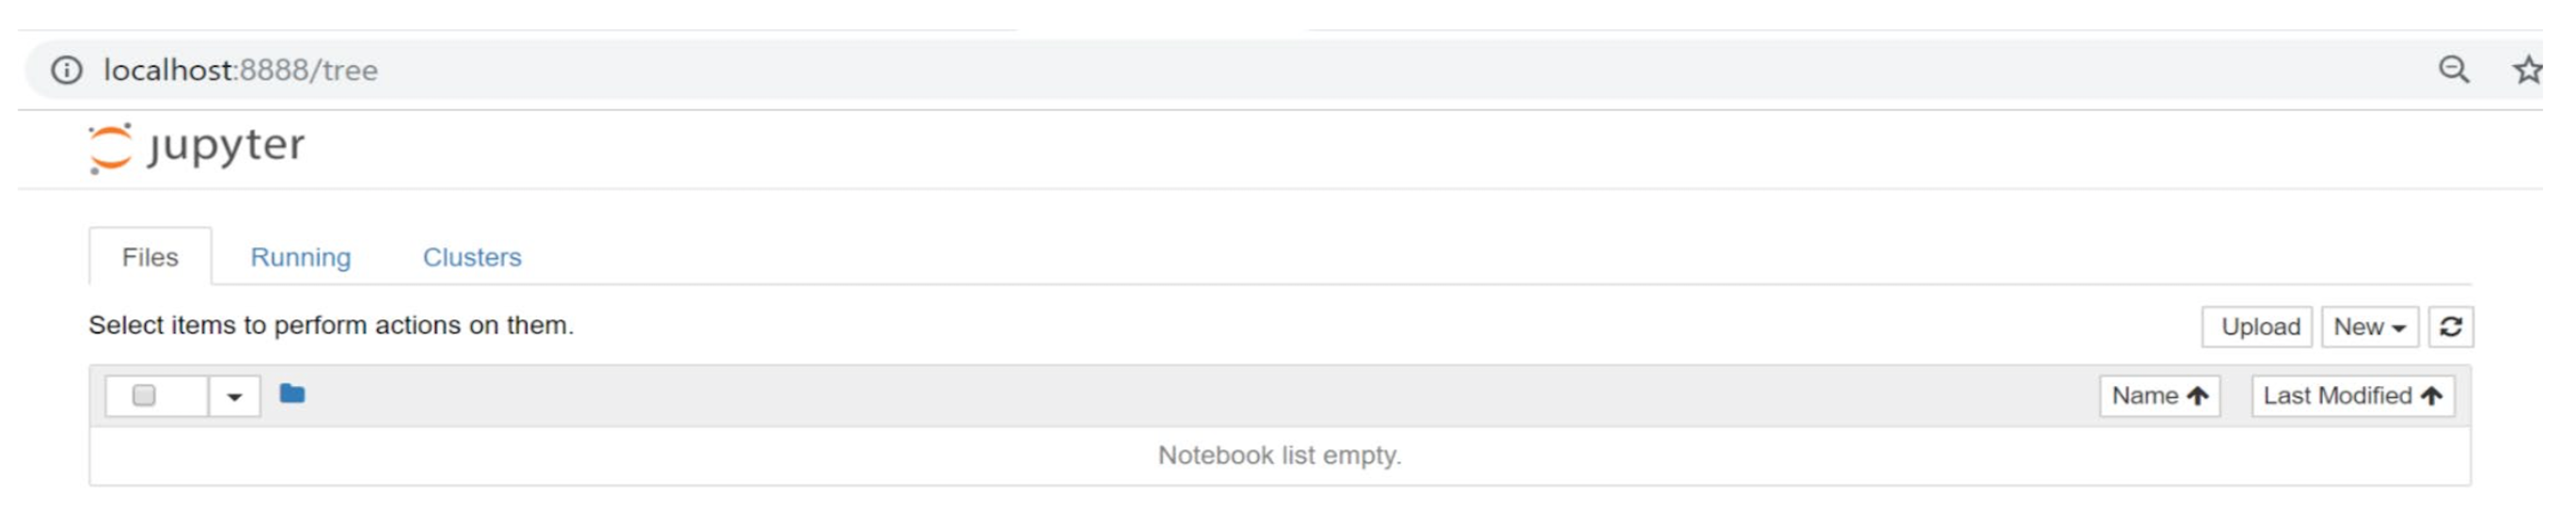 localhost:8888/tree
jupyter
Files Running Clusters
Select items to perform actions on them. Upload New
Name Last Modified
Notebook list empty.